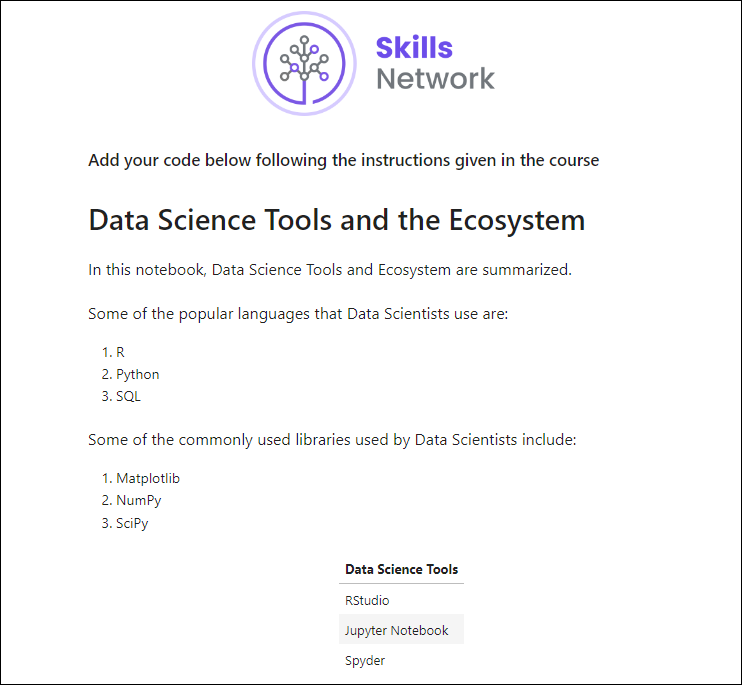 Skills
Network
Add your code below following the instructions given in the course
Data Science Tools and the Ecosystem
In this notebook, Data Science Tools and Ecosystem are summarized.
Some of the popular languages that Data Scientists use are:
1. R
2. Python
3. SQL
Some of the commonly used libraries used by Data Scientists include:
1. Matplotlib
2. NumPy
3. SciPy
Data Science Tools
RStudio
Jupyter Notebook
Spyder